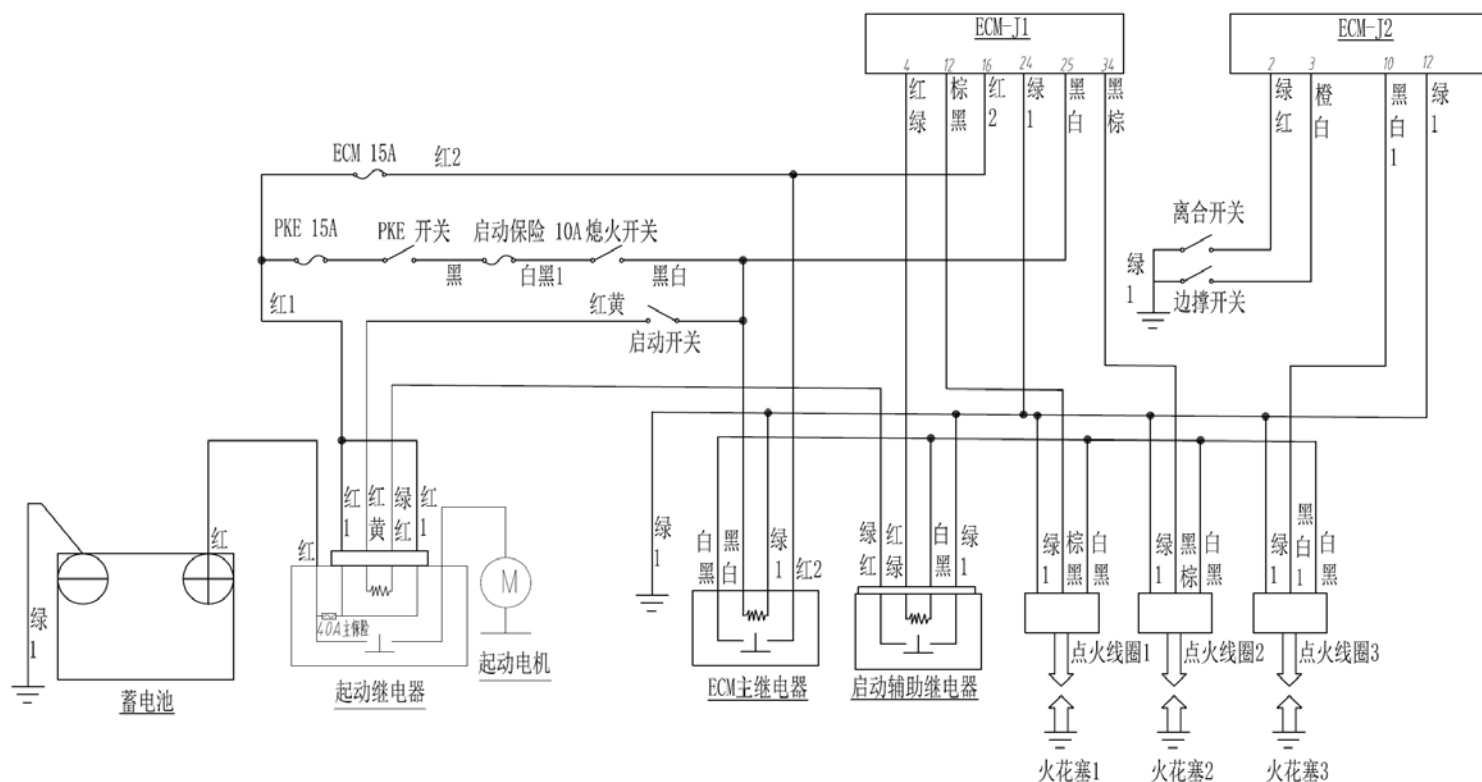 ECM-J1
ECM-J2
4 12 16 24 25 34
2 3 10 12
红绿
棕黑
红2
绿1
黑白
黑棕
绿红
橙白
黑白1
绿1
ECM 15A
红2
PKE 15A
PKE 开关
启动保险 10A
熄火开关
黑
白黑1
黑白
离合开关
绿1
边撑开关
红1
红黄
启动开关
红
绿1
蓄电池
红
红1
红黄
绿红
红1
40A主保险
M
起动继电器
起动电机
绿1
白黑
黑白
绿1
红2
ECM主继电器
绿红
红绿
白黑
绿1
启动辅助继电器
绿1
棕黑
白黑
绿1
黑棕
白黑
绿1
黑白1
白黑
点火线圈1
点火线圈2
点火线圈3
火花塞1
火花塞2
火花塞3